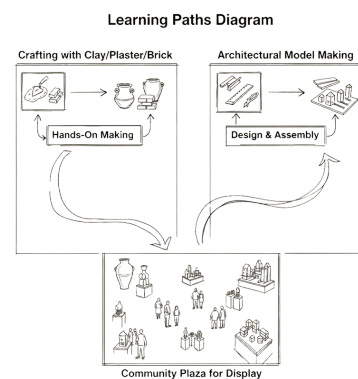 Learning Paths Diagram
Crafting with Clay/Plaster/Brick
Architectural Model Making
Hands-On Making
Design & Assembly
Community Plaza for Display